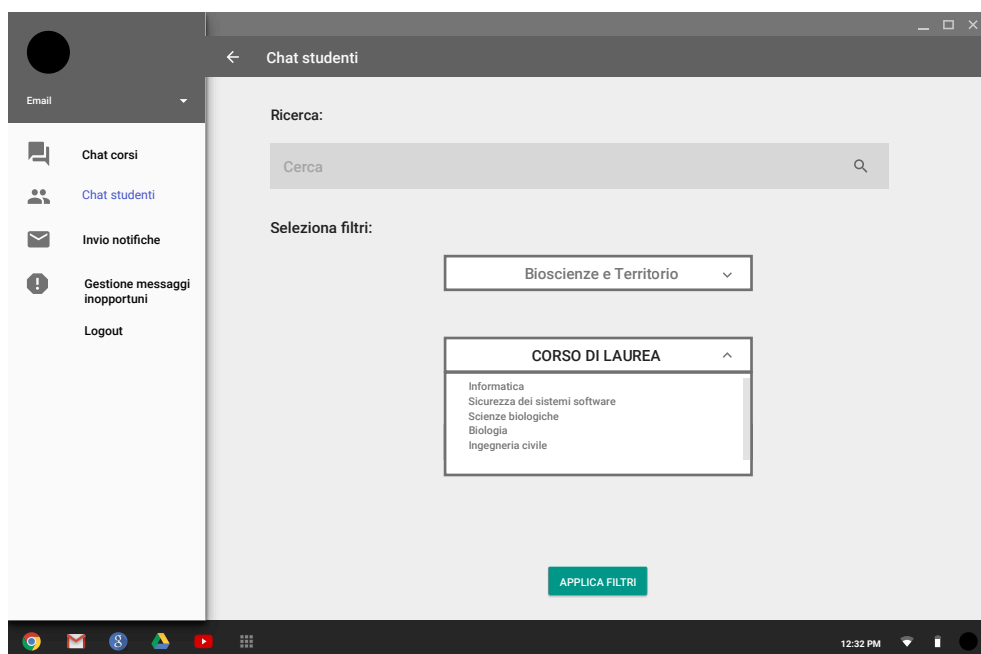 Chat studenti
Email
Chat corsi
Chat studenti
Invio notifiche
Gestione messaggi
inopportuni
Logout
Ricerca:
Cerca
Seleziona filtri:
Bioscienze e Territorio
CORSO DI LAUREA
Informatica
Sicurezza dei sistemi software
Scienze biologiche
Biologia
Ingegneria civile
APPLICA FILTRI
8
12:32 PM